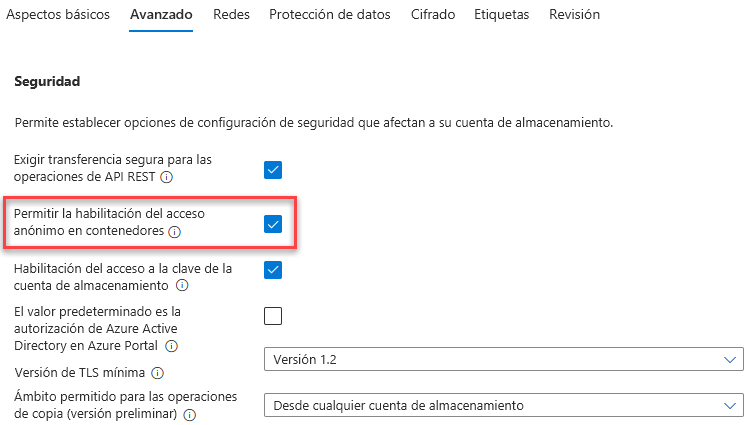 Aspectos básicos Avanzado Redes Protección de datos Cifrado Etiquetas Revisión
Seguridad
Permite establecer opciones de configuración de seguridad que afectan a su cuenta de almacenamiento.
Exigir transferencia segura para las
operaciones de API REST
Permitir la habilitación del acceso
anónimo en contenedores
Habilitación del acceso a la clave de la
cuenta de almacenamiento
El valor predeterminado es la
autorización de Azure Active
Directory en Azure Portal
Versión de TLS mínima
Versión 1.2
Ámbito permitido para las operaciones
de copia (versión preliminar)
Desde cualquier cuenta de almacenamiento